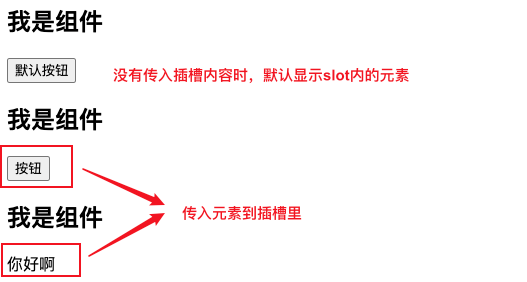 我是组件
默认按钮
没有传入插槽内容时，默认显示slot内的元素
我是组件
按钮
传入元素到插槽里
我是组件
你好啊